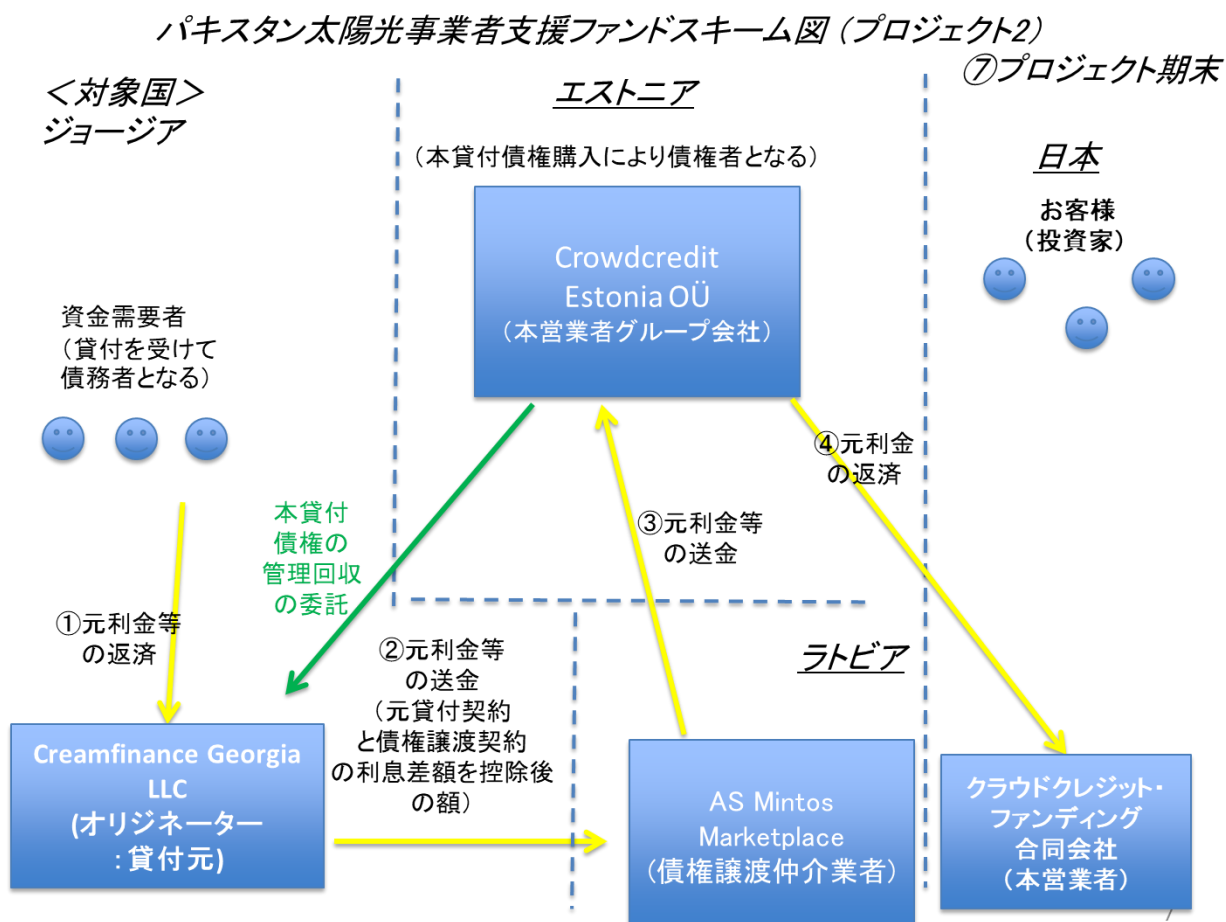 パキスタン太陽光事業者支援ファンドスキーム図（プロジェクト2）
⑦プロジェクト期末
＜対象国＞
ジョージア
エストニア
（本貸付債権購入により債権者となる）
日本
お客様
（投資家）
Crowdcredit
Estonia OÜ
（本営業者グループ会社）
資金需要者
（貸付を受けて
債務者となる）
④元利金
の返済
本貸付
債権の
管理回収
の委託
③元利金等
の送金
①元利金等
の返済
②元利金等
の送金
（元貸付契約
と債権譲渡契約
の利息差額を控除後
の額）
ラトビア
Creamfinance Georgia
LLC
(オリジネーター
：貸付元)
AS Mintos
Marketplace
（債権譲渡仲介業者）
クラウドクレジット・
ファンディング
合同会社
（本営業者）
7